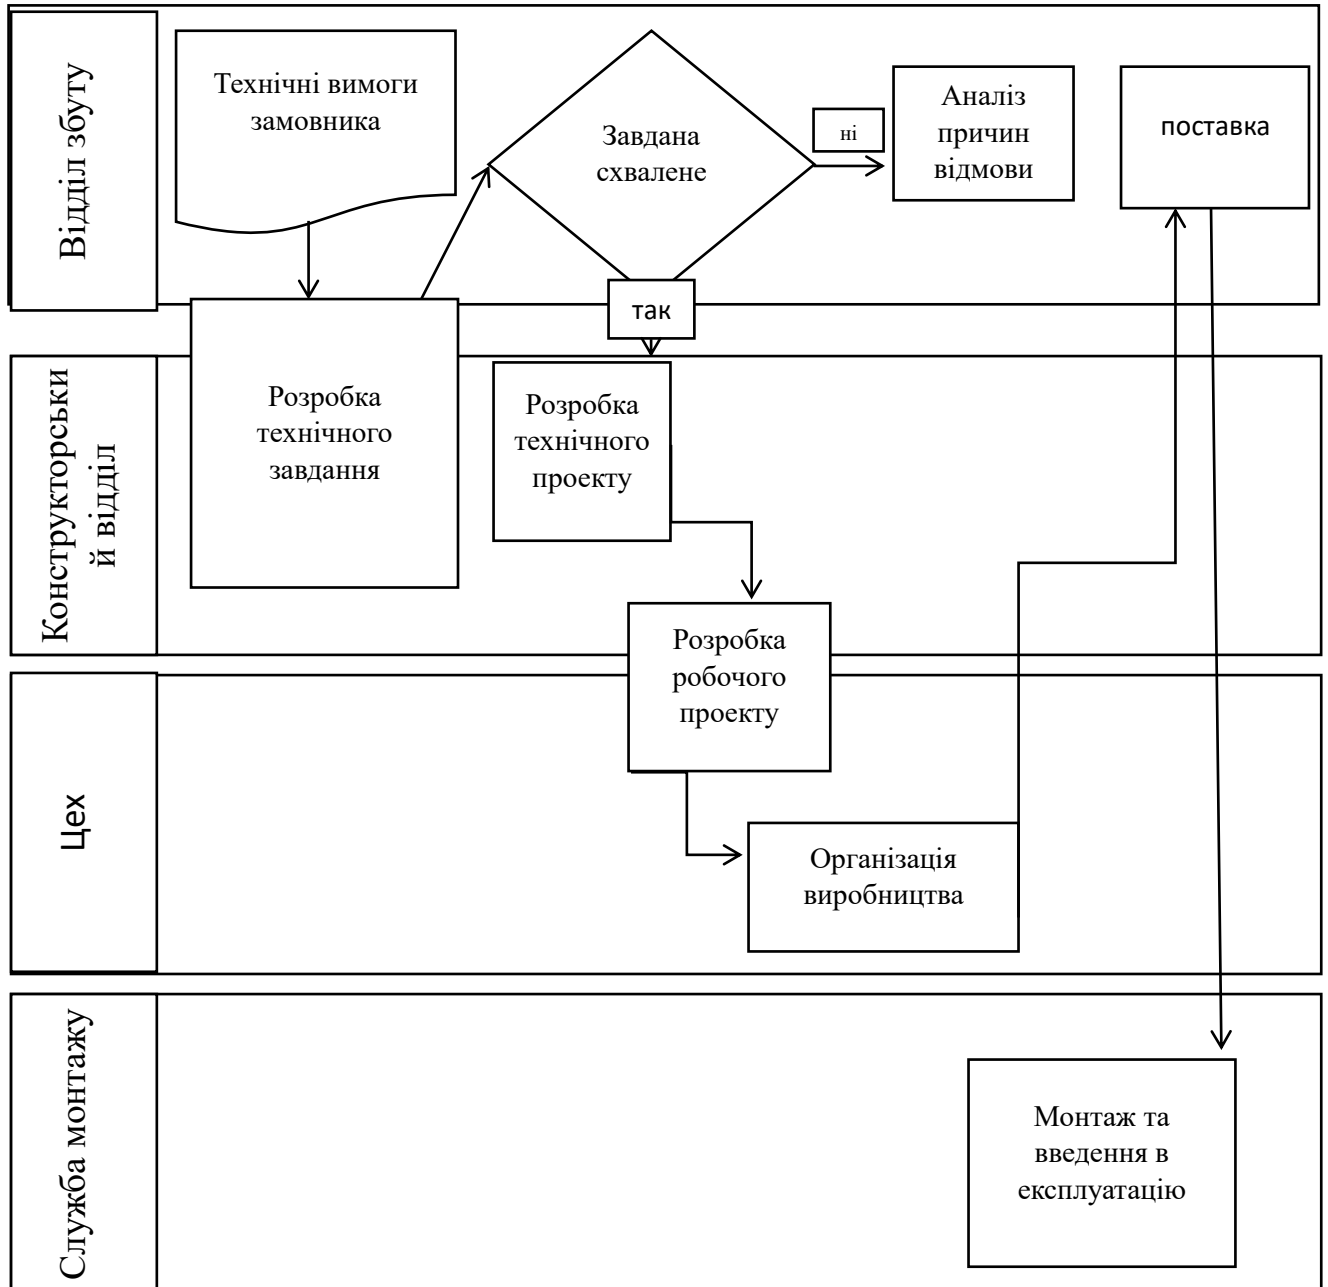 Відділ збуту
Технічні вимоги
замовника
Завдана
схвалене
ні
Аналіз
причин
відмови
поставка
так
Конструкторськи
й відділ
Розробка
технічного
завдання
Розробка
технічного
проекту
Розробка
робочого
проекту
Цех
Організація
виробництва
Служба монтажу
Монтаж та
введення в
експлуатацію